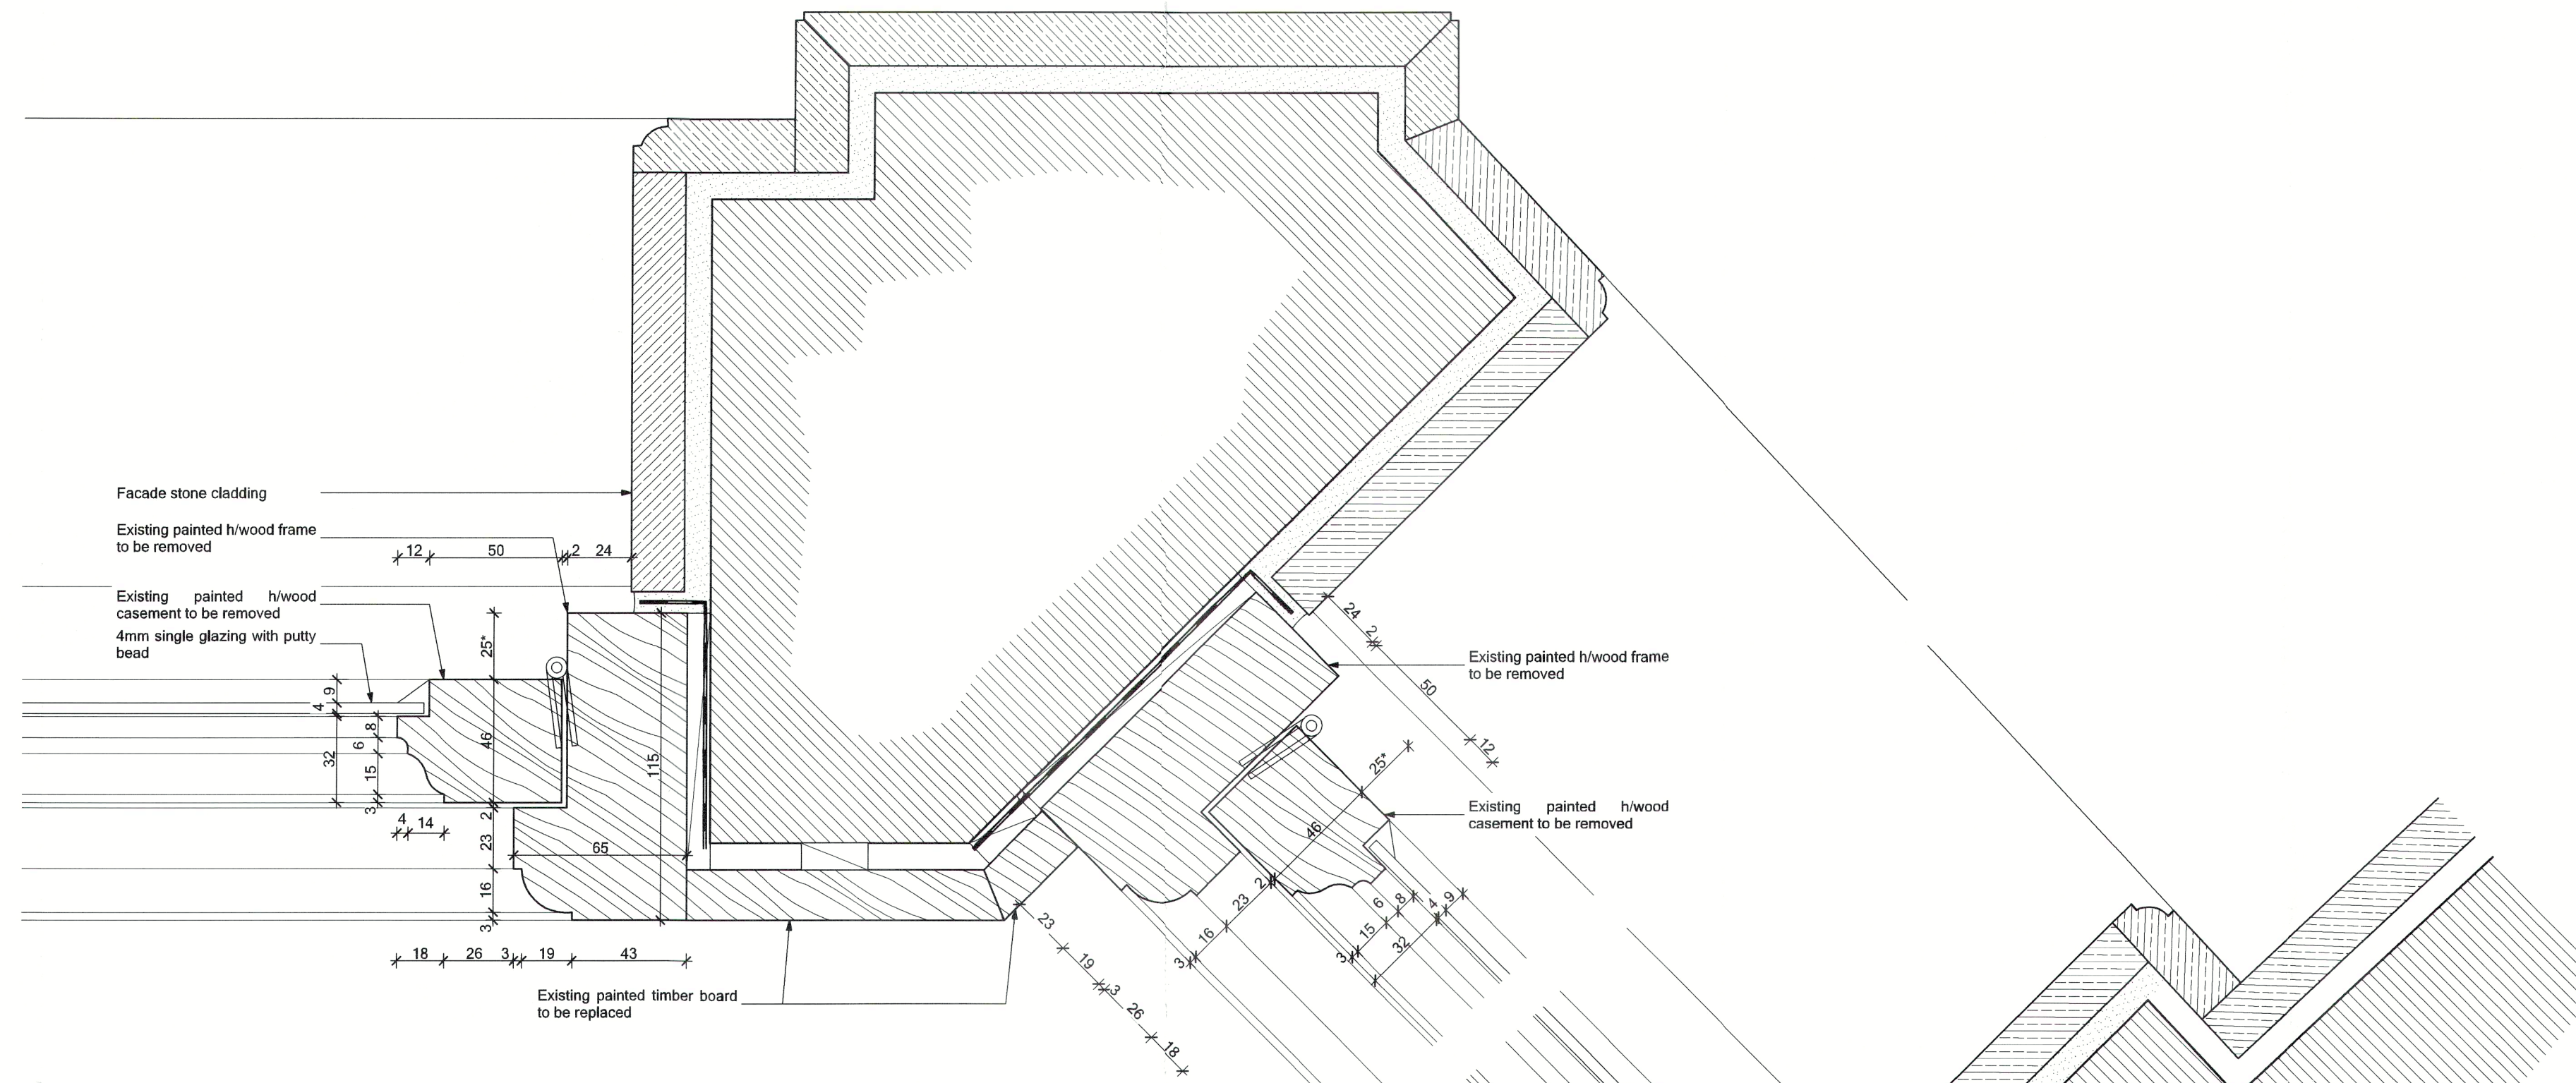 Facade stone cladding
Existing painted h/wood frame
to be removed
12 50 2 24
Existing painted h/wood
casement to be removed
4mm single glazing with putty
bead
25*
9
4
8
6
32
15
3
46
115
4 14
2
23
65
16
3
18 26 3 19 43
Existing painted timber board
to be replaced
24
2
50
12
Existing painted h/wood frame
to be removed
25*
Existing painted h/wood
casement to be removed
46
2
23
16
3
6 8 4 9
15
32
3
23
19
3
26
18